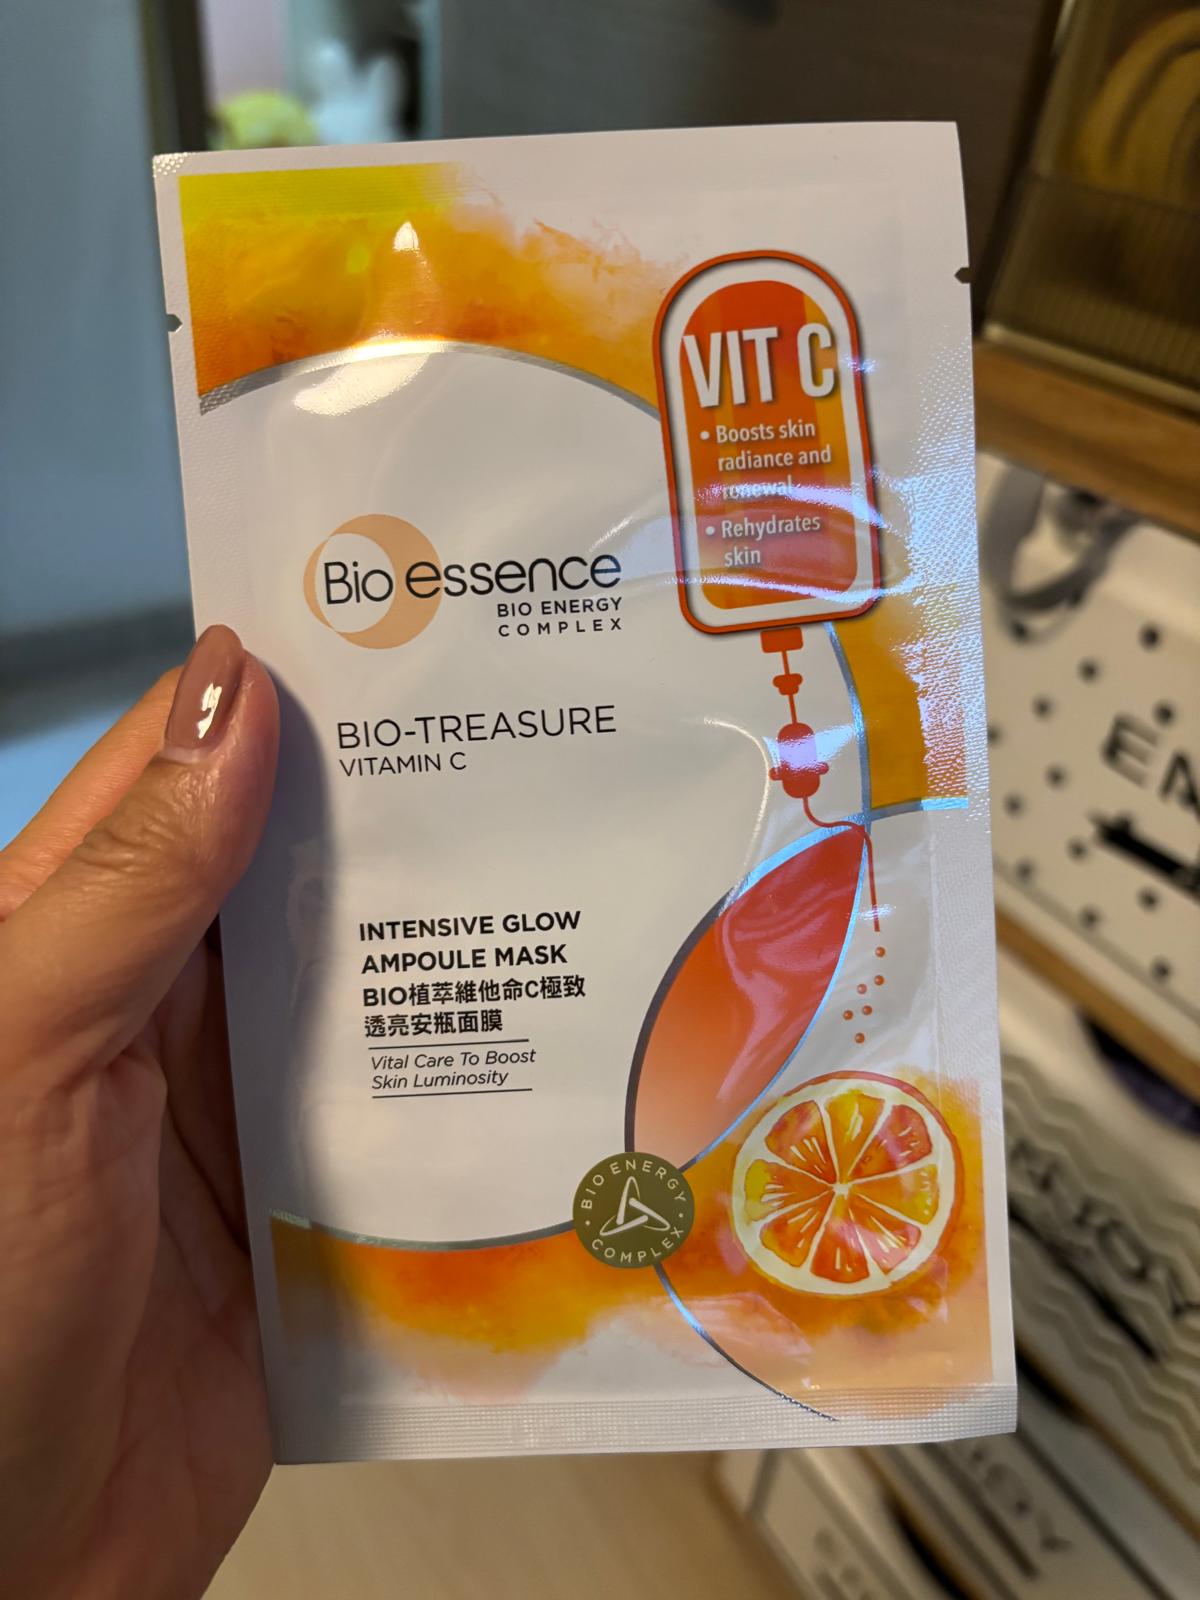 VIT C
• Boosts skin
radiance and
renewal
• Rehydrates
skin
Bio essence
BIO ENERGY
COMPLEX
BIO-TREASURE
VITAMIN C
INTENSIVE GLOW
AMPOULE MASK
BIO植萃維他命C極致
透亮安瓶面膜
Vital Care To Boost
Skin Luminosity
BIO ENERGY
COMPLEX